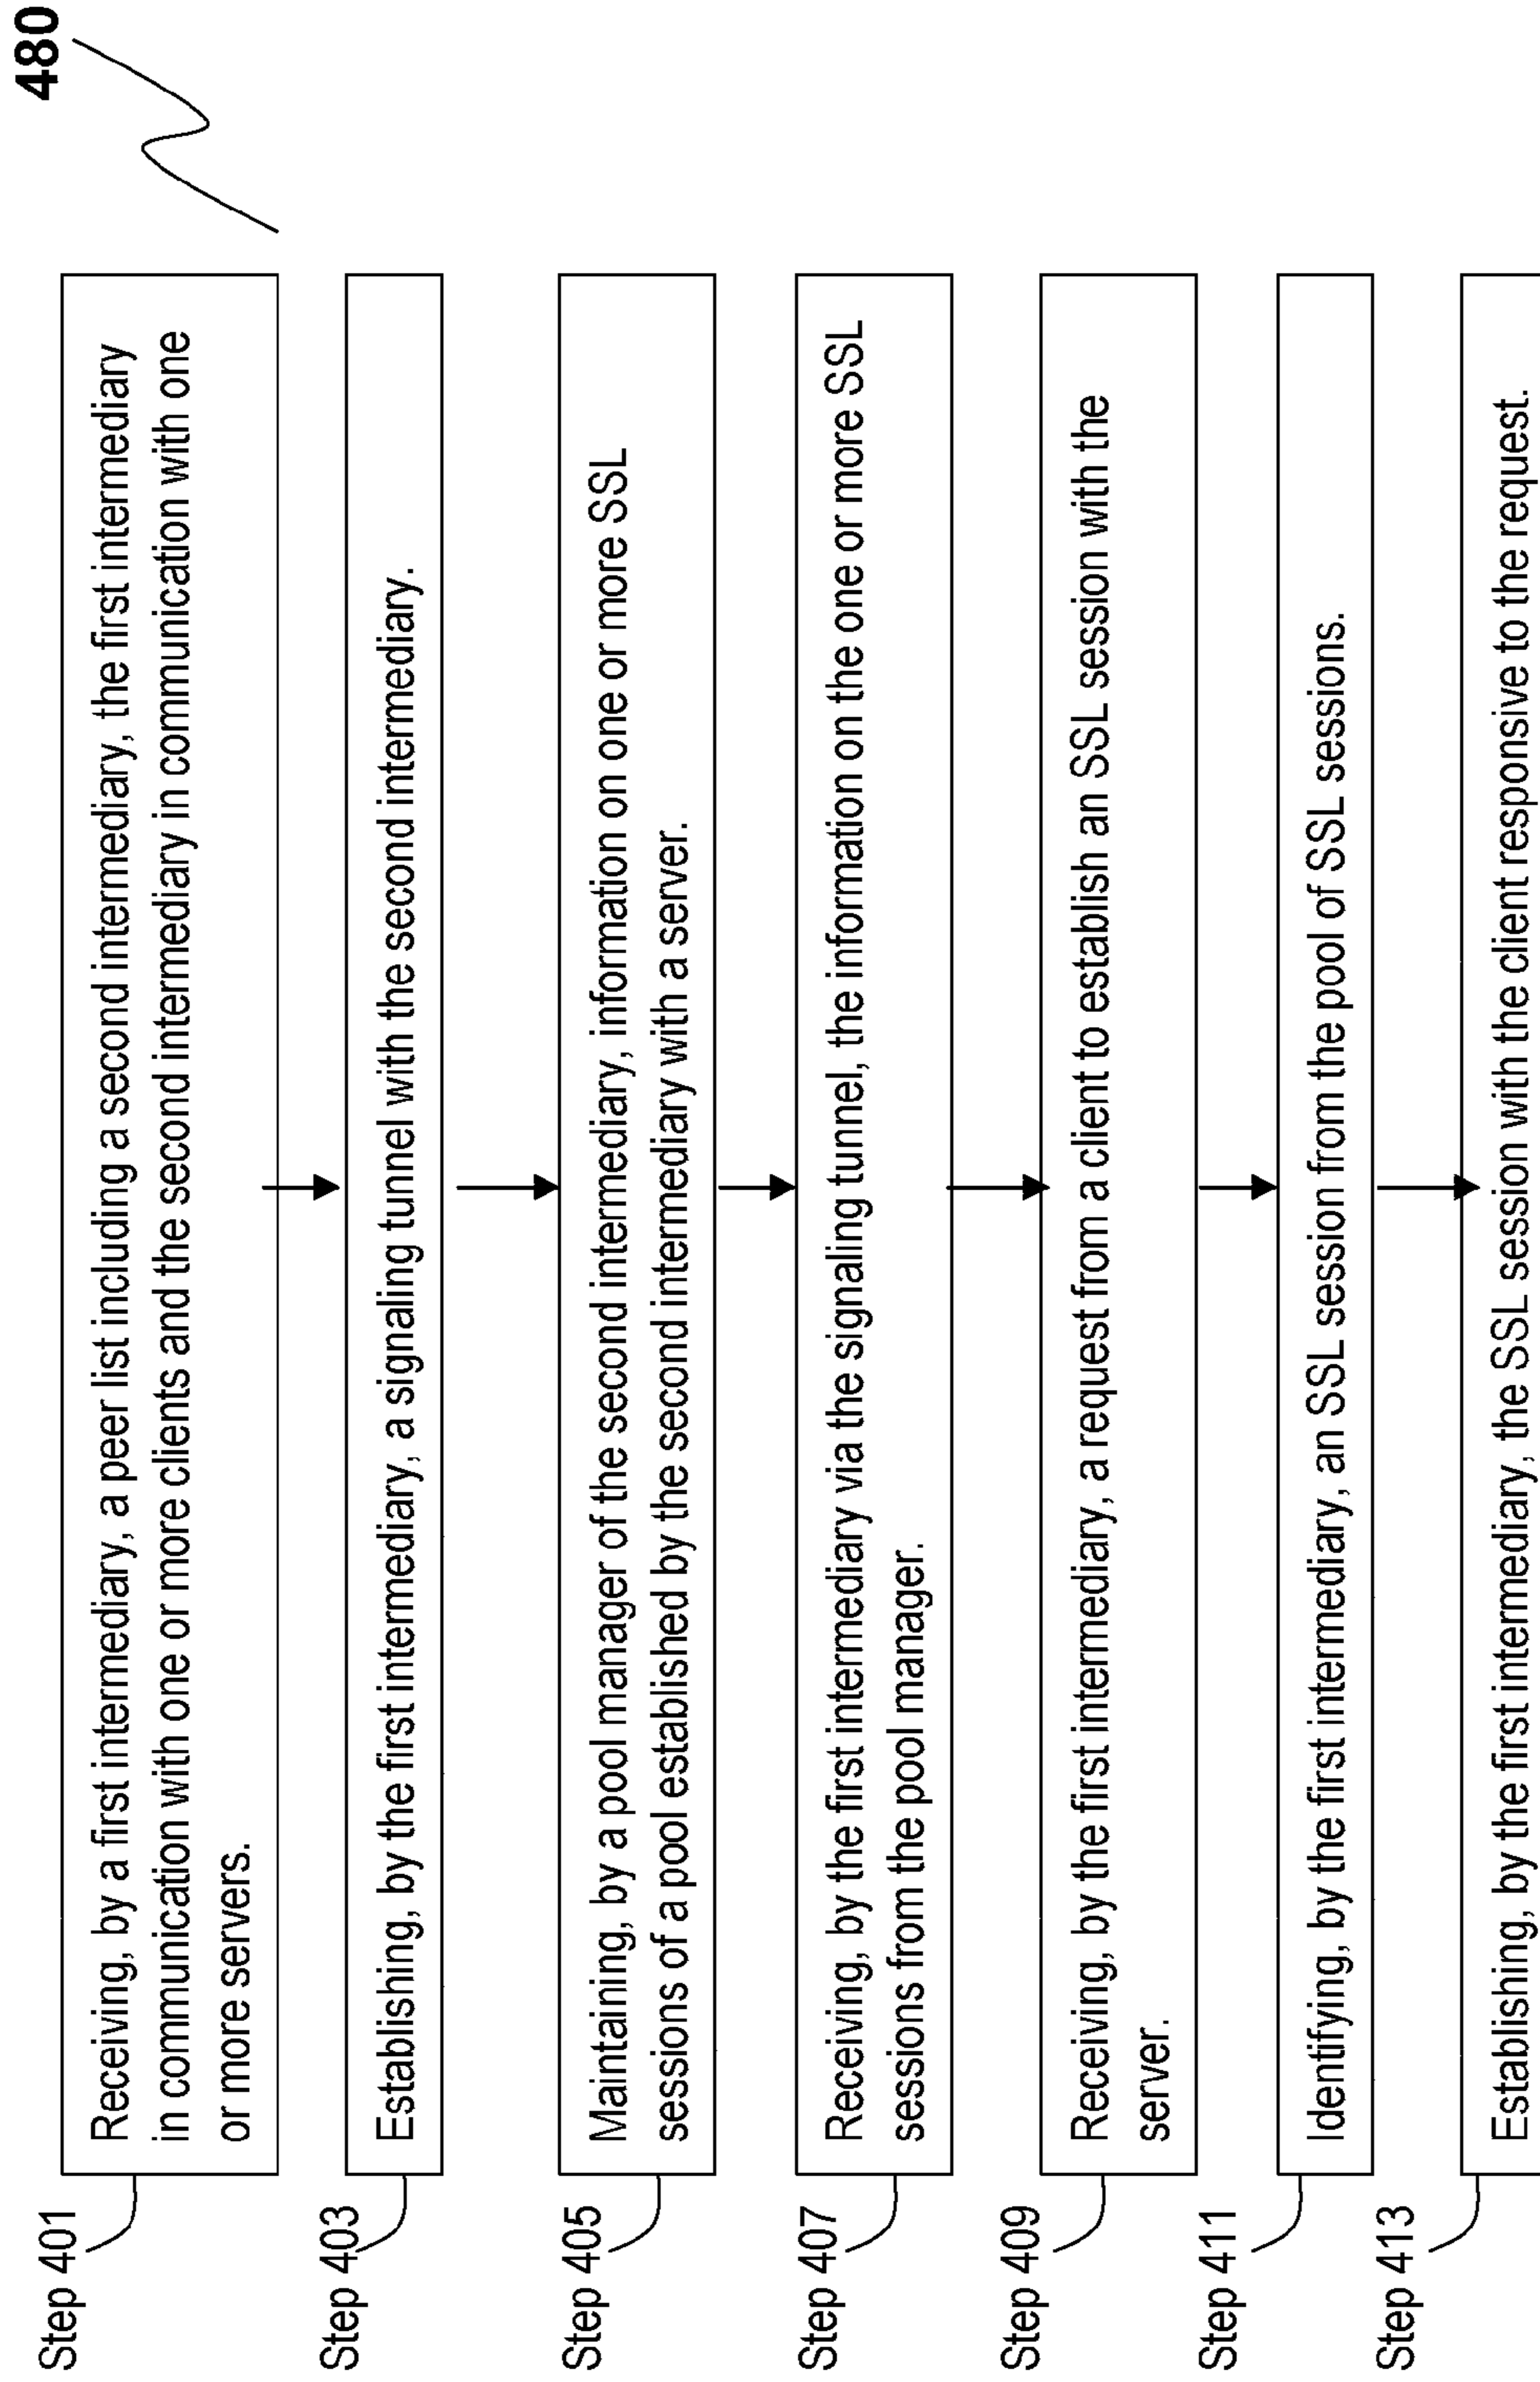 480
Step 401
Receiving, by a first intermediary, a peer list including a second intermediary, the first intermediary
in communication with one or more clients and the second intermediary in communication with one
or more servers.
Step 403
Establishing, by the first intermediary, a signaling tunnel with the second intermediary.
Step 405
Maintaining, by a pool manager of the second intermediary, information on one or more SSL
sessions of a pool established by the second intermediary with a server.
Step 407
Receiving, by the first intermediary via the signaling tunnel, the information on the one or more SSL
sessions from the pool manager.
Step 409
Receiving, by the first intermediary, a request from a client to establish an SSL session with the
server.
Step 411
Identifying, by the first intermediary, an SSL session from the pool of SSL sessions.
Step 413
Establishing, by the first intermediary, the SSL session with the client responsive to the request.